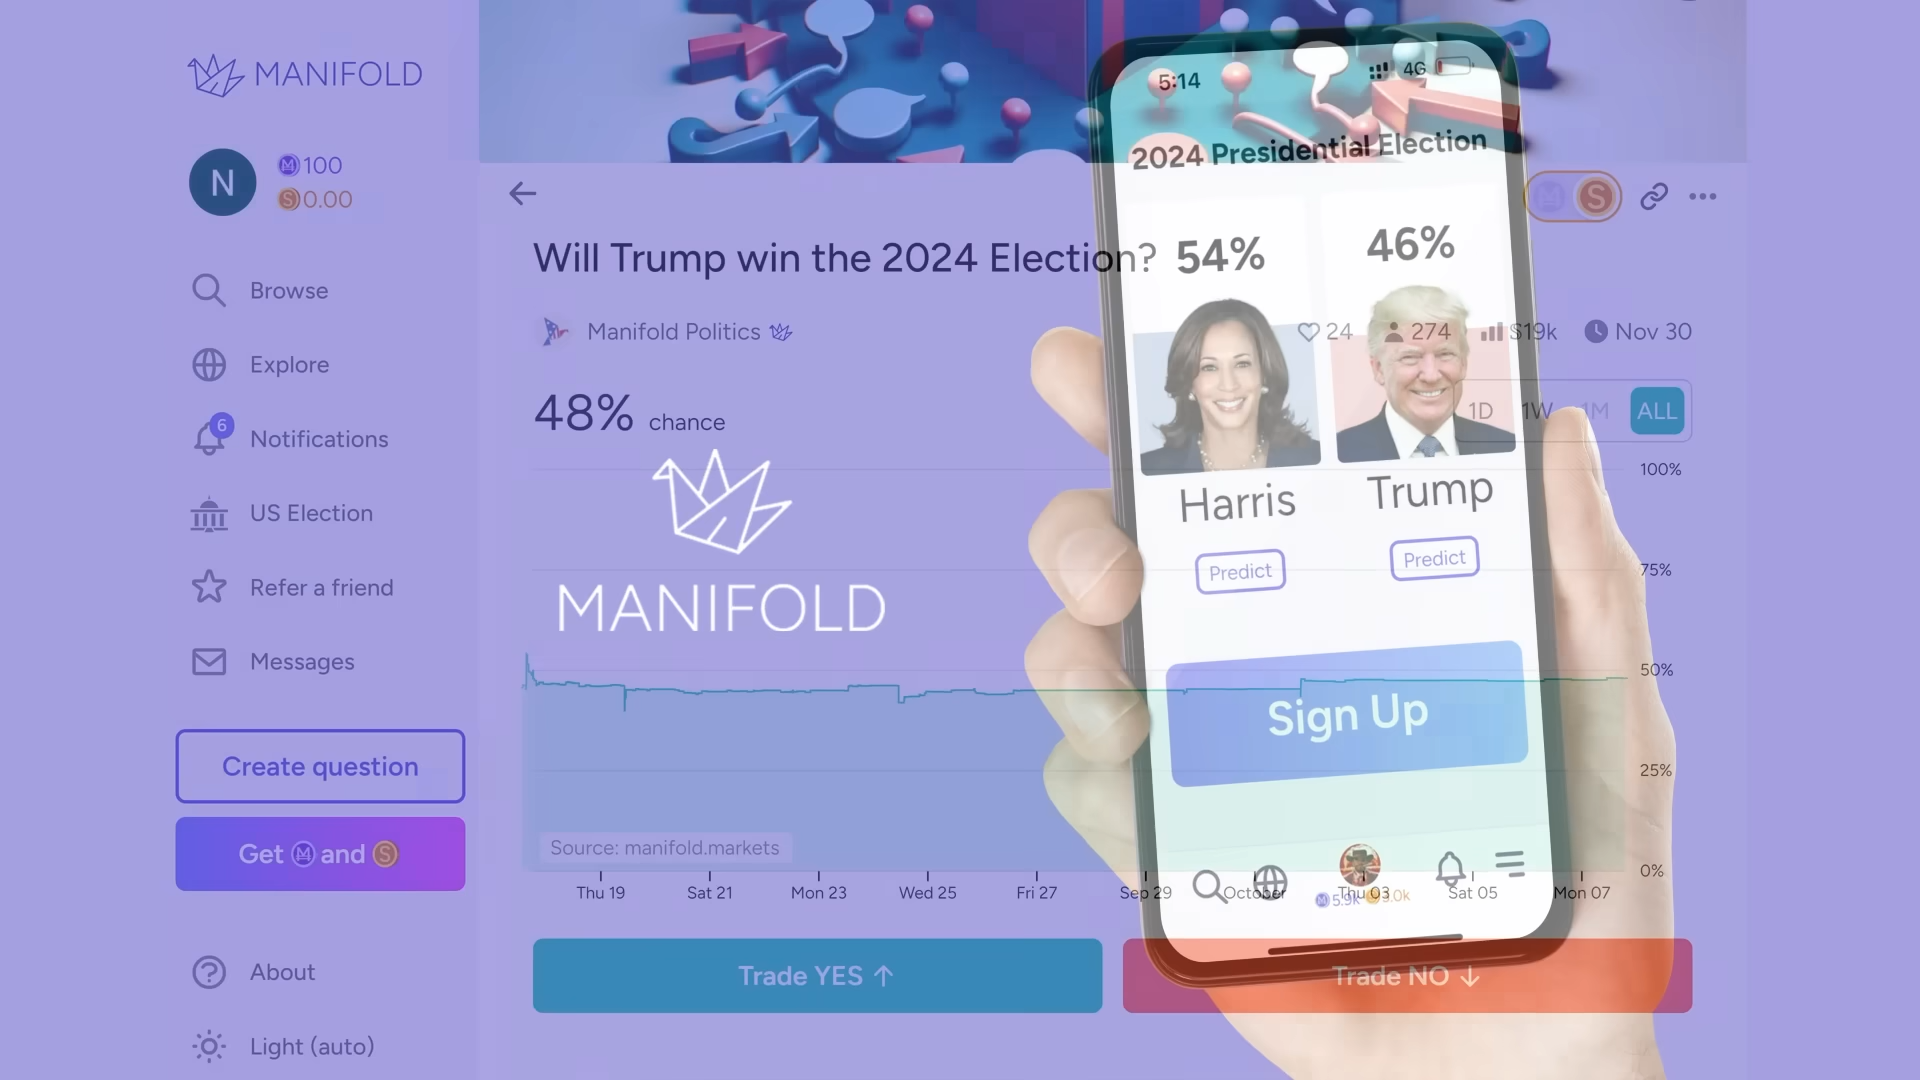 MANIFOLD
N
100
S 0.00
Browse
Explore
6
Notifications
US Election
Refer a friend
Messages
Create question
Get M and S
About
Light (auto)
S
Will Trump win the 2024 Election?
Manifold Politics
24
274
S19k
Nov 30
48% chance
1D 1W 1M ALL
MANIFOLD
100%
75%
50%
25%
0%
Source: manifold.markets
Thu 19 Sat 21 Mon 23 Wed 25 Fri 27 Sep 29 October Thu 03 Sat 05 Mon 07
Trade YES ↑
Trade NO ↓
5:14
4G
2024 Presidential Election
54% 46%
Harris Trump
Predict Predict
Sign Up